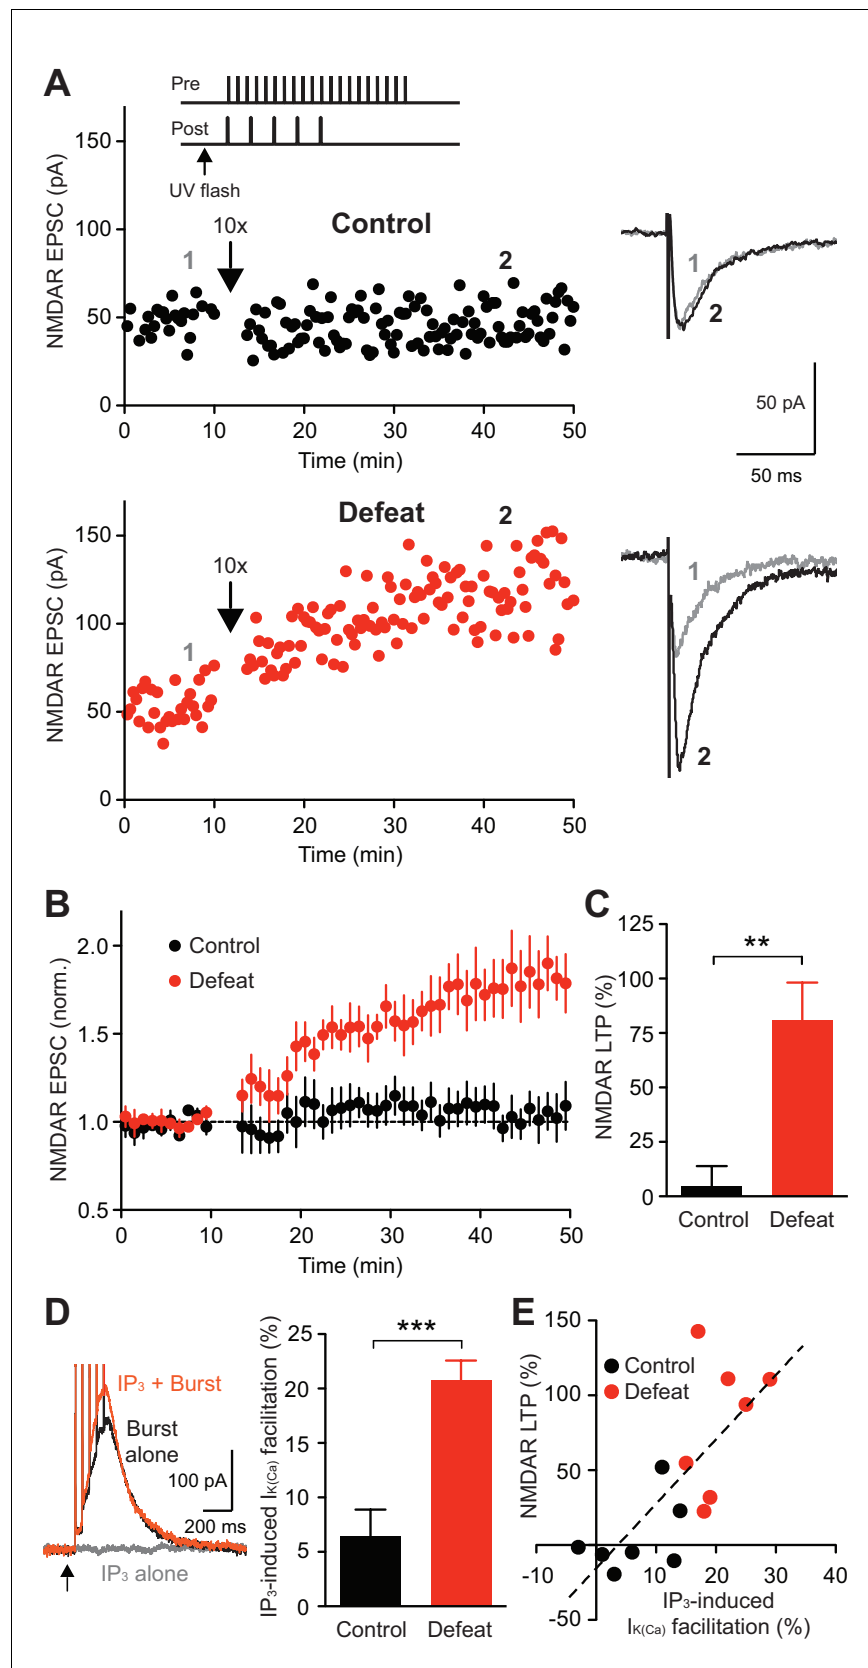 A
Pre
Post
UV flash
NMDAR EPSC (pA)
150
100
50
0
10x
Control
1
2
0 10 20 30 40 50
Time (min)
1
2
50 pA
50 ms
Defeat
NMDAR EPSC (pA)
150
100
50
0
10x
1
2
0 10 20 30 40 50
Time (min)
1
2
B
NMDAR EPSC (norm.)
2.0
1.5
1.0
0.5
Control
Defeat
0 10 20 30 40 50
Time (min)
C
NMDAR LTP (%)
125
100
75
50
25
0
**
Control Defeat
D
IP3 + Burst
Burst alone
100 pA
200 ms
IP3 alone
IP3-induced IK(Ca) facilitation (%)
25
20
15
10
5
0
***
Control Defeat
E
NMDAR LTP (%)
150
100
50
-50
Control
Defeat
-10 10 20 30 40
IP3-induced
IK(Ca) facilitation (%)